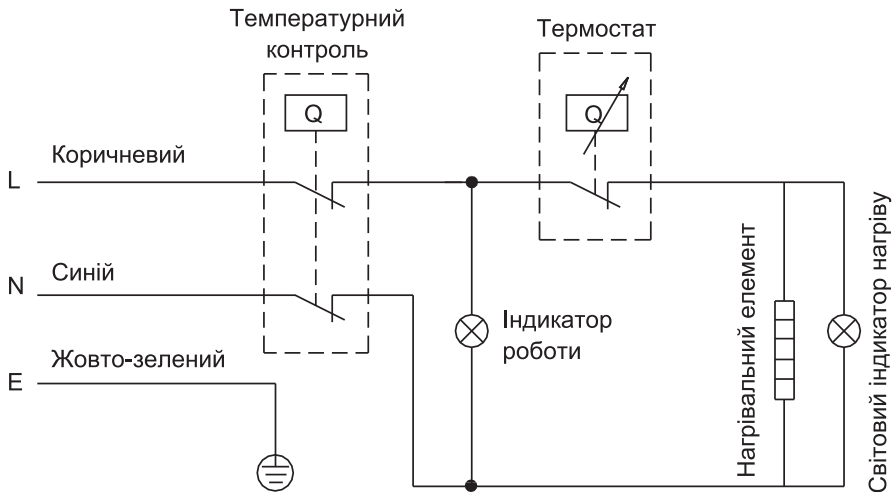 Температурний
контроль
Термостат
Q
Q
Коричневий
L
Синій
N
Індикатор
роботи
Жовто-зелений
E
Нагрівальний елемент
Світовий індикатор нагріву